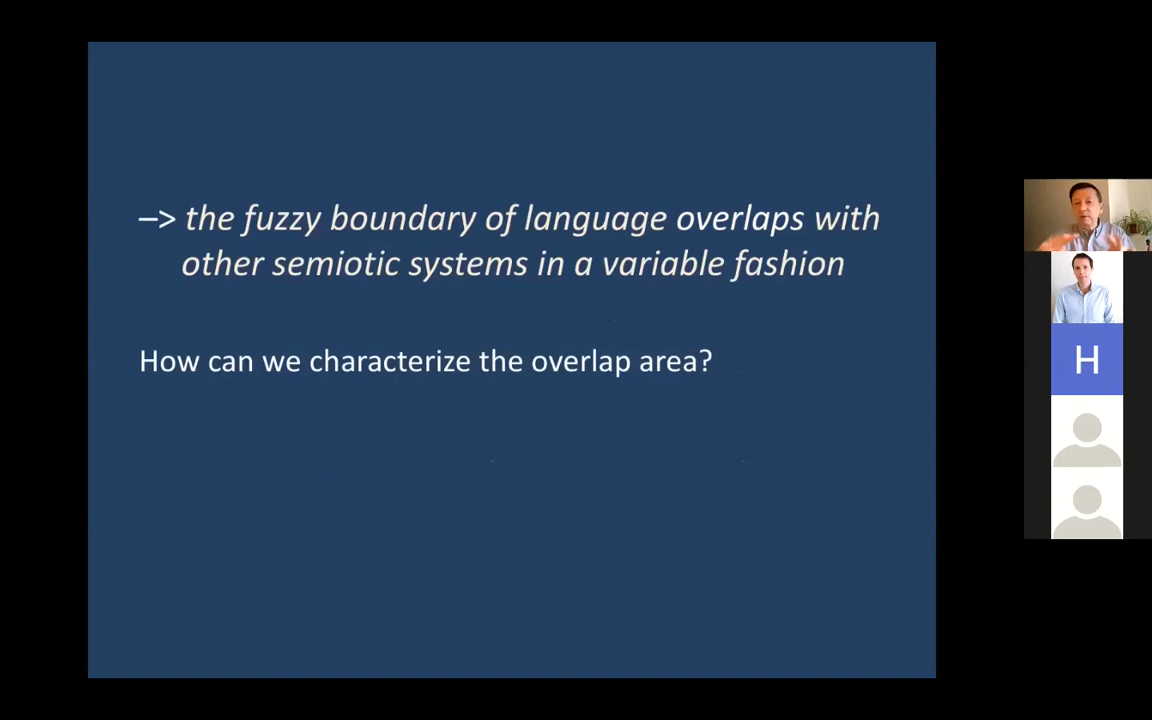 –> the fuzzy boundary of language overlaps with
other semiotic systems in a variable fashion
How can we characterize the overlap area?
H